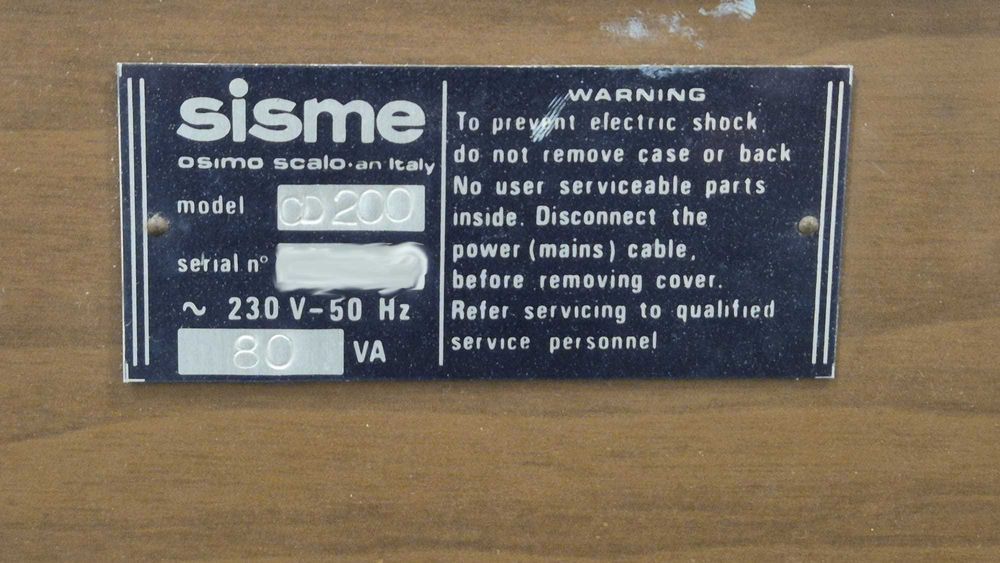 sisme
osimo scalo·an Italy
model CD200
serial n°
~ 230 V-50 Hz
80 VA
WARNING
To prevent electric shock
do not remove case or back
No user serviceable parts
inside. Disconnect the
power (mains) cable,
before removing cover.
Refer servicing to qualified
service personnel